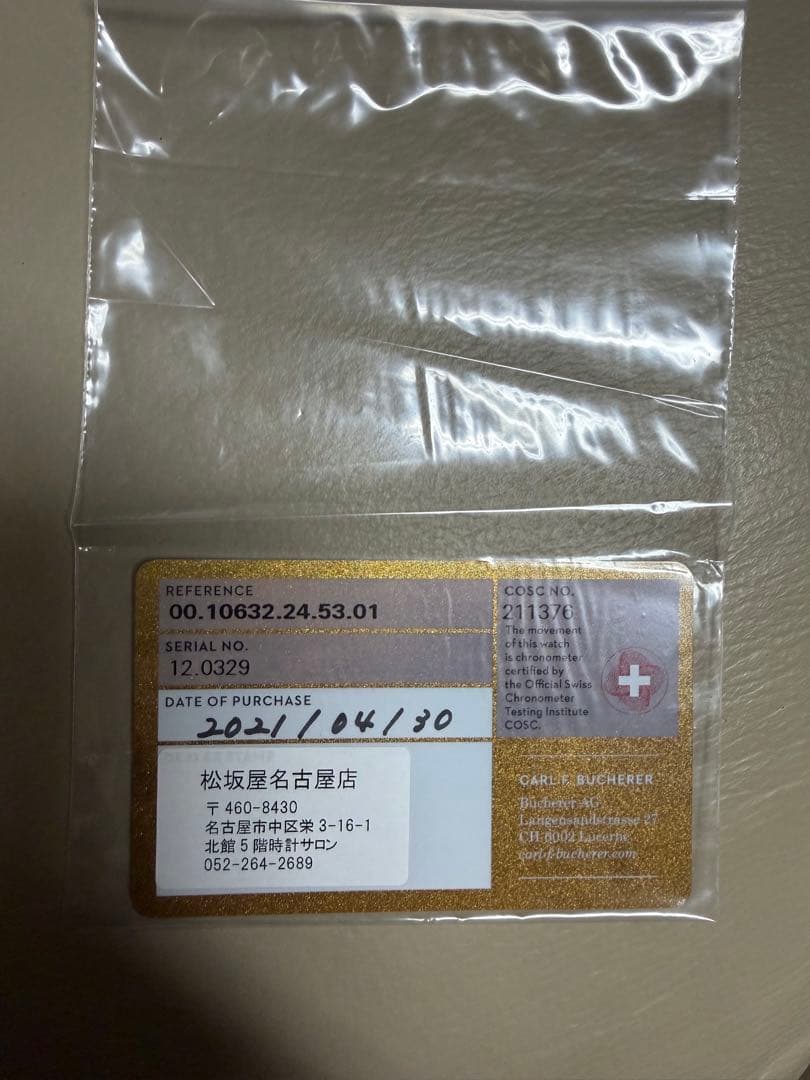 REFERENCE
00.10632.24.53.01
SERIAL NO.
12.0329
DATE OF PURCHASE
2021/04/30
松坂屋名古屋店
〒460-8430
名古屋市中区栄 3-16-1
北館 5 階時計サロン
052-264-2689
COSC NO.
211376
The movement
of this watch
is chronometer
certified by
the Official Swiss
Chronometer
Testing Institute
COSC.
CARL F. BUCHERER
Bucherer AG
Langensandstrasse 27
CH 6002 Lucerne
carl-f-bucherer.com